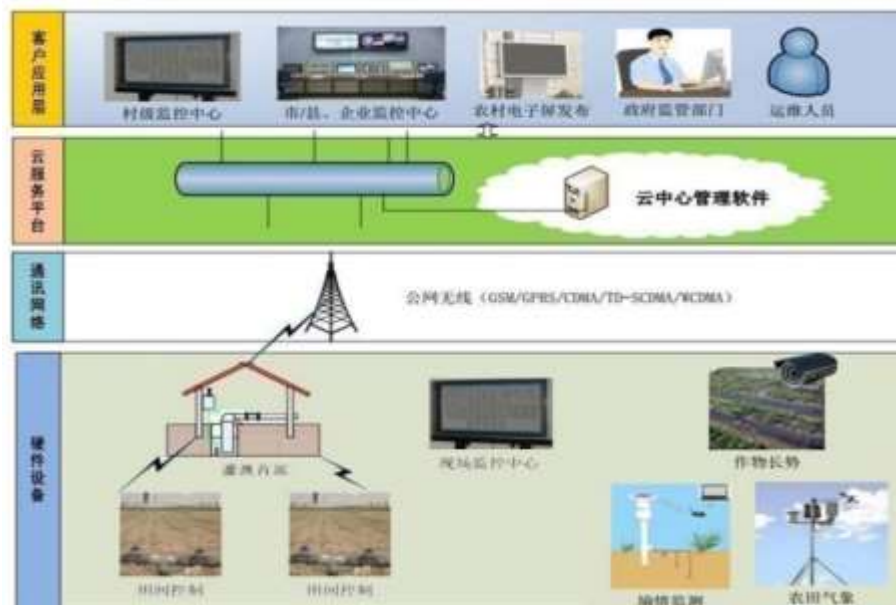 客户应用层
村级监控中心
市/县、企业监控中心
农村电子屏发布
政府监管部门
运维人员
云服务平台
云中心管理软件
通讯网络
公网无线（GSM/GPRS/CDMA/TD-SCDMA/WCDMA）
硬件设备
现场监控中心
作物长势
田间控制
田间控制
墒情监测
农田气象